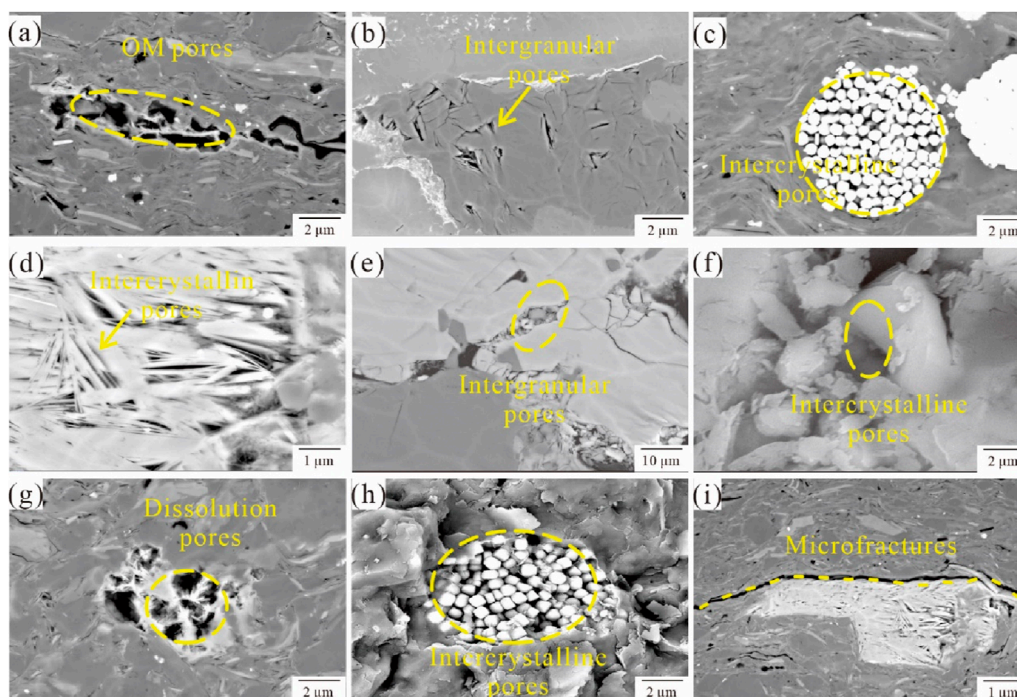 (a)
OM pores
2 μm
(b)
Intergranular
pores
2 μm
(c)
Intercrystalline
pores
2 μm
(d)
Intercrystallin
pores
1 μm
(e)
Intergranular
pores
10 μm
(f)
Intercrystalline
pores
2 μm
(g)
Dissolution
pores
2 μm
(h)
Intercrystalline
pores
2 μm
(i)
Microfractures
1 μm